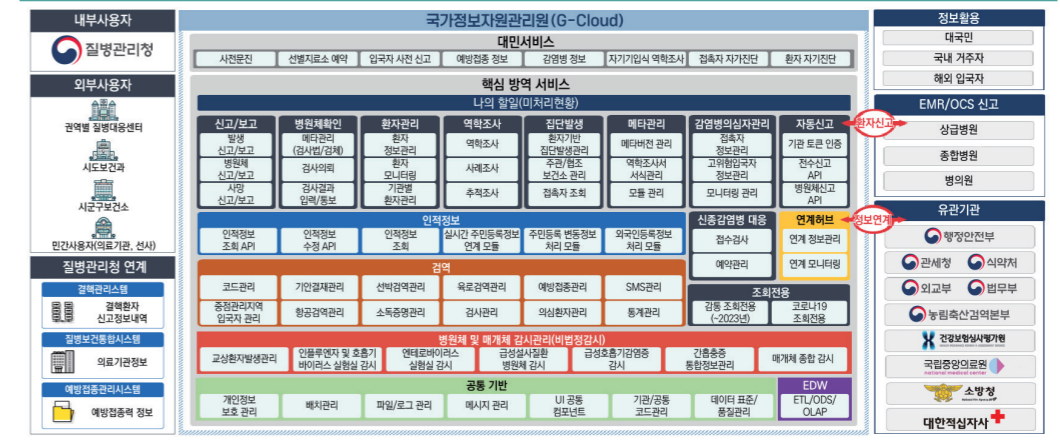 내부사용자
질병관리청
외부사용자
권역별 질병대응센터
시도보건과
시군구보건소
민간사용자(의료기관, 선사)
질병관리청 연계
결핵관리시스템
결핵환자
신고정보내역
질병보건통합시스템
의료기관정보
예방접종관리시스템
예방접종력 정보
국가정보자원관리원(G-Cloud)
대민서비스
사전문진
선별지료소 예약
입국자 사전 신고
예방접종 정보
감염병 정보
자기기입식 역학조사
접촉자 자가진단
환자 자가진단
핵심 방역 서비스
나의 할일(미처리현황)
신고/보고
발생
신고/보고
병원체
신고/보고
사망
신고/보고
병원체확인
메타관리
(검사법/검체)
검사의뢰
검사결과
입력/통보
환자관리
환자
정보관리
환자
모니터링
기관별
환자관리
역학조사
역학조사
사례조사
추적조사
집단발생
환자기반
집단발생관리
주관/협조
보건소 관리
접촉자 조회
메타관리
메타버전 관리
역학조사서
서식관리
모듈 관리
감염병의심자관리
접촉자
정보관리
고위험입국자
정보관리
모니터링 관리
자동신고
기관 토큰 인증
전수신고
API
병원체신고
API
환자신고
인적정보
인적정보
조회 API
인적정보
수정 API
인적정보
조회
실시간 주민등록정보
연계 모듈
주민등록 변동정보
처리 모듈
외국인등록정보
처리 모듈
신종감염병 대응
접수검사
예약관리
연계허브
연계 정보관리
연계 모니터링
정보연계
검역
코드관리
기안결재관리
선박검역관리
육로검역관리
예방접종관리
SMS관리
중점관리지역
입국자 관리
항공검역관리
소독증명관리
검사관리
의심환자관리
통계관리
조회전용
감통 조회전용
(~2023년)
코로나19
조회전용
병원체 및 매개체 감시관리(비법정감시)
교상환자발생관리
인플루엔자 및 호흡기
바이러스 실험실 감시
엔테로바이러스
실험실 감시
급성설사질환
병원체 감시
급성호흡기감염증
감시
간흡충증
통합정보관리
매개체 종합 감시
공통 기반
개인정보
보호 관리
배치관리
파일/로그 관리
메시지 관리
UI 공통
컴포넌트
기관/공통
코드관리
데이터 표준/
품질관리
EDW
ETL/ODS/
OLAP
정보활용
대국민
국내 거주자
해외 입국자
EMR/OCS 신고
상급병원
종합병원
병의원
유관기관
행정안전부
관세청
식약처
외교부
법무부
농림축산검역본부
건강보험심사평가원
국립중앙의료원
national medical center
소방청
대한적십자사